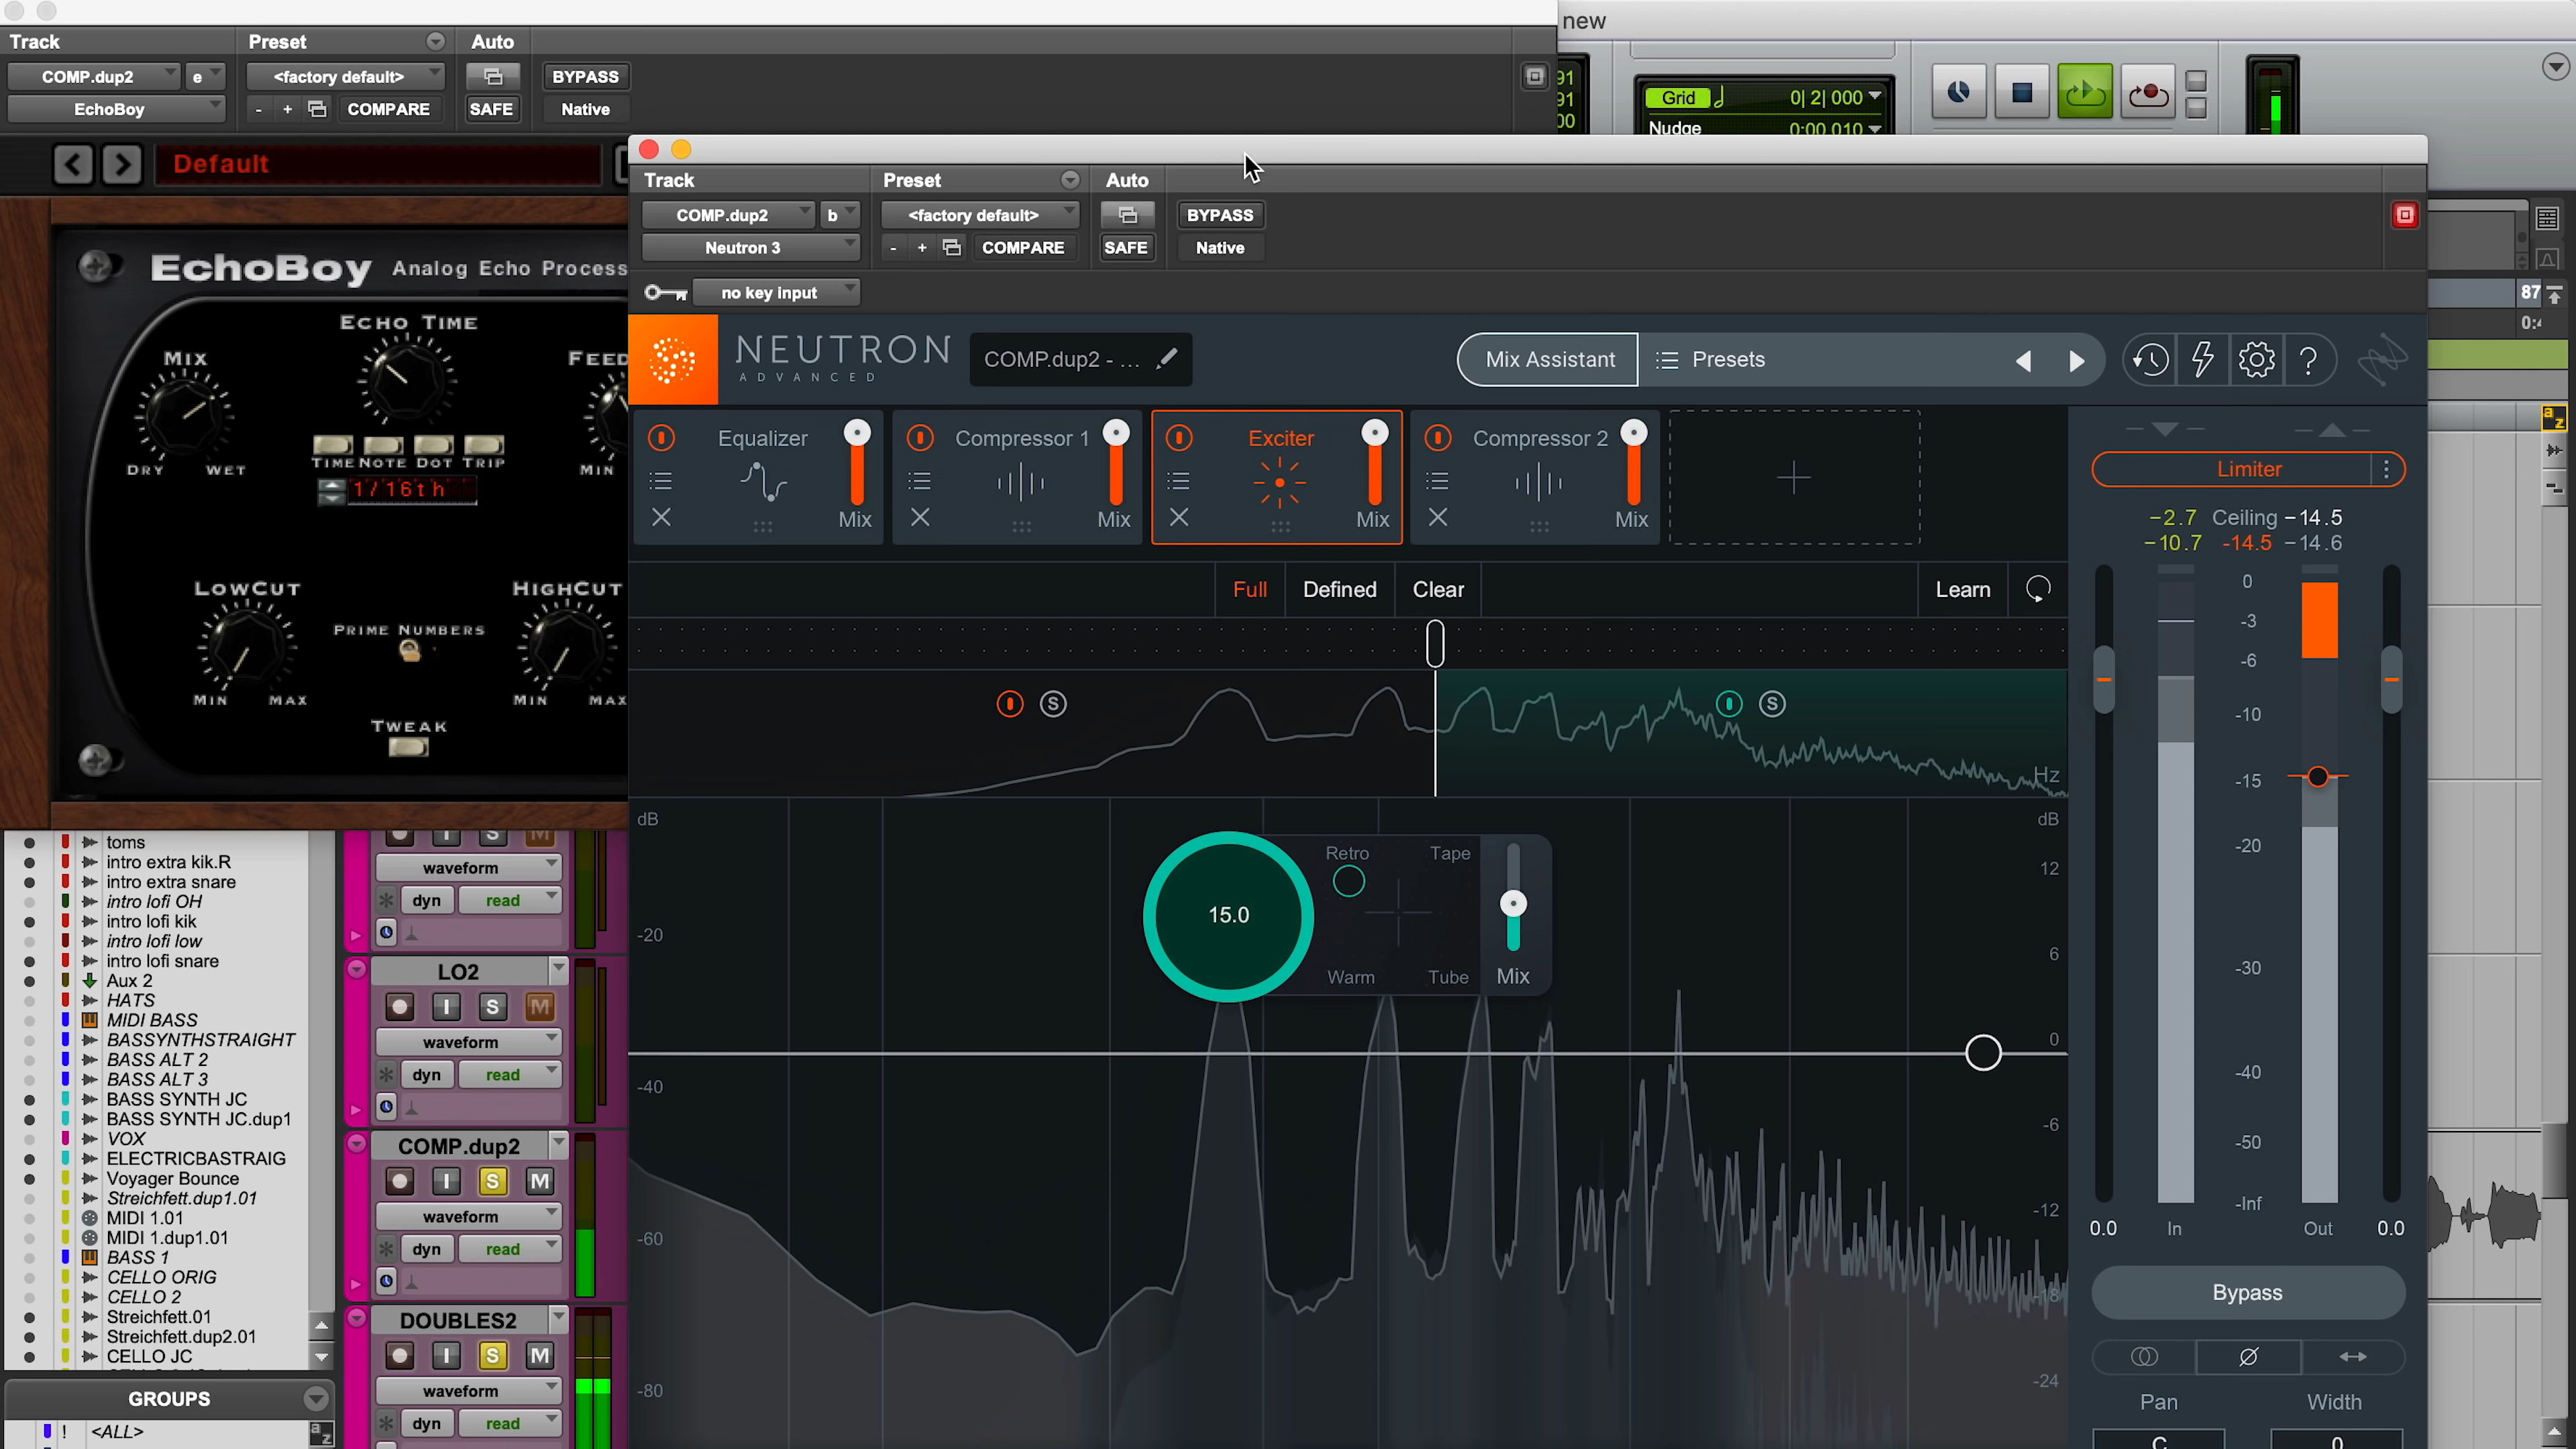 new
Track
Preset
Auto
COMP.dup2
e
<factory default>
BYPASS
EchoBoy
- +
COMPARE
SAFE
Native
Grid
0| 2| 000
Nudge
0:00.010
91
91
00
Default
EchoBoy Analog Echo Process
ECHO TIME
MIX
FEED
DRY WET
TIME NOTE DOT TRIP
MIN
1/16th
LOWCUT
HIGHCUT
PRIME NUMBERS
MIN MAX
MIN MAX
TWEAK
Track
Preset
Auto
COMP.dup2
b
<factory default>
BYPASS
Neutron 3
- +
COMPARE
SAFE
Native
no key input
87
NEUTRON
ADVANCED
COMP.dup2 - ...
Mix Assistant
Presets
?
Equalizer
Mix
Compressor 1
Mix
Exciter
Mix
Compressor 2
Mix
+
Limiter
-2.7 Ceiling -14.5
-10.7 -14.5 -14.6
Full
Defined
Clear
Learn
S
S
Hz
dB
dB
15.0
Retro
Tape
Warm
Tube
Mix
-20
-40
-60
-80
12
6
0
-6
-12
-18
-24
0
-3
-6
-10
-15
-20
-30
-40
-50
-Inf
0.0
In
Out
0.0
Bypass
Pan
Width
C
0
a
z
toms
intro extra kik.R
intro extra snare
intro lofi OH
intro lofi kik
intro lofi low
intro lofi snare
Aux 2
HATS
MIDI BASS
BASSYNTHSTRAIGHT
BASS ALT 2
BASS ALT 3
BASS SYNTH JC
BASS SYNTH JC.dup1
VOX
ELECTRICBASTRAIG
Voyager Bounce
Streichfett.dup1.01
MIDI 1.01
MIDI 1.dup1.01
BASS 1
CELLO ORIG
CELLO 2
Streichfett.01
Streichfett.dup2.01
CELLO JC
GROUPS
! <ALL>
a
z
I S M
waveform
dyn
read
LO2
I S M
waveform
dyn
read
COMP.dup2
I S M
waveform
dyn
read
DOUBLES2
I S M
waveform
dyn
read